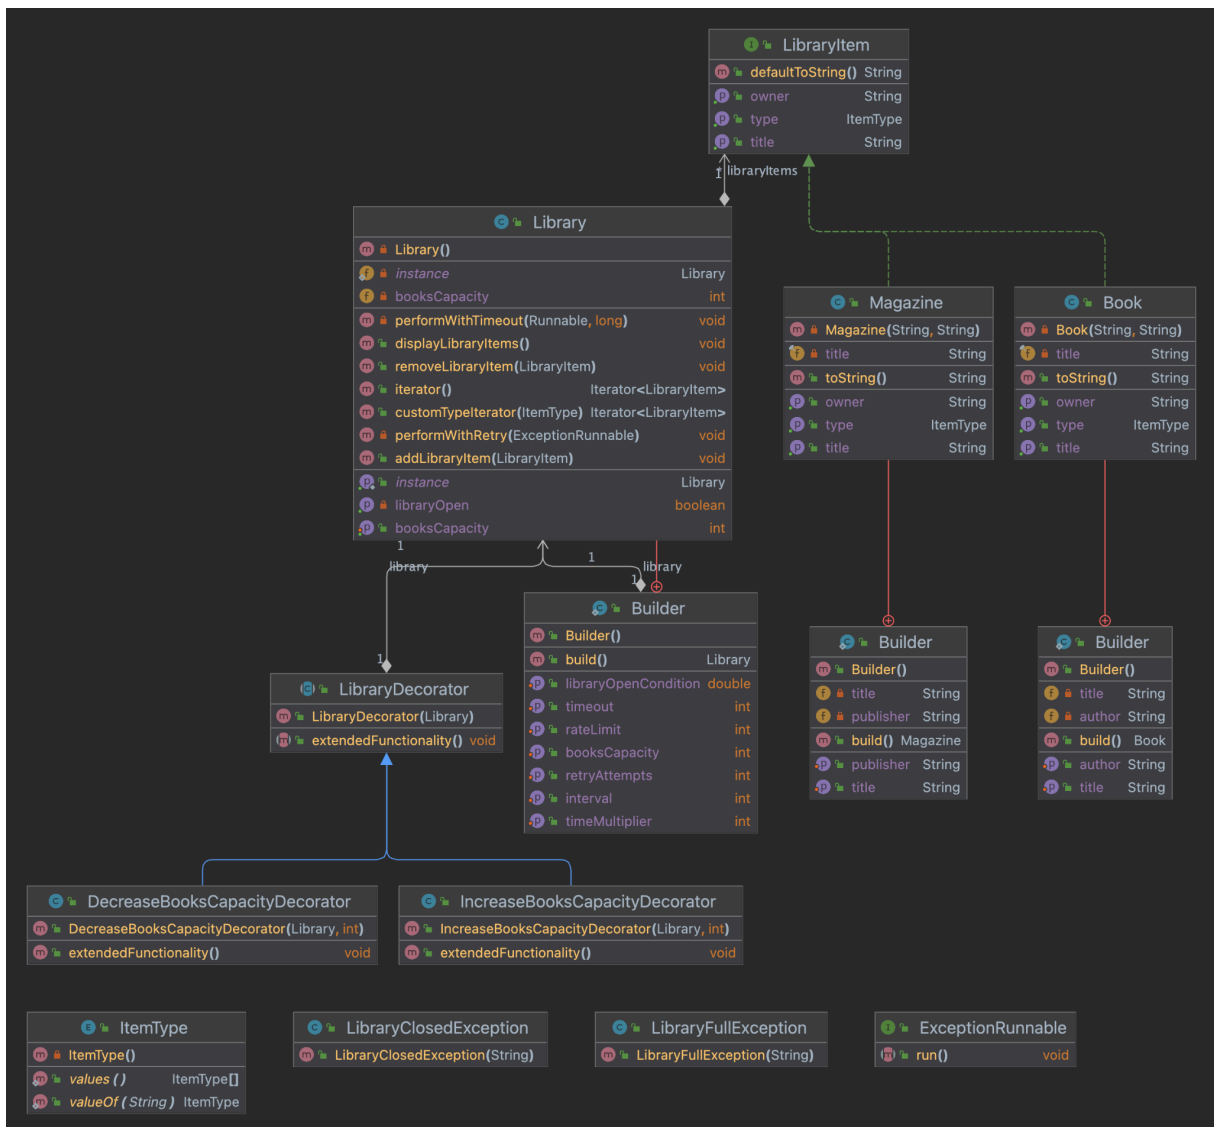 LibraryItem
defaultToString() String
owner String
type ItemType
title String
1 libraryItems
Library
Library()
instance Library
booksCapacity int
performWithTimeout(Runnable, long) void
displayLibraryItems() void
removeLibraryItem(LibraryItem) void
iterator() Iterator<LibraryItem>
customTypeIterator(ItemType) Iterator<LibraryItem>
performWithRetry(ExceptionRunnable) void
addLibraryItem(LibraryItem) void
instance Library
libraryOpen boolean
booksCapacity int
Magazine
Magazine(String, String)
title String
toString() String
owner String
type ItemType
title String
Book
Book(String, String)
title String
toString() String
owner String
type ItemType
title String
1
library
1
1
library
1
Builder
Builder()
build() Library
libraryOpenCondition double
timeout int
rateLimit int
booksCapacity int
retryAttempts int
interval int
timeMultiplier int
Builder
Builder()
title String
publisher String
build() Magazine
publisher String
title String
Builder
Builder()
title String
author String
build() Book
author String
title String
LibraryDecorator
LibraryDecorator(Library)
extendedFunctionality() void
DecreaseBooksCapacityDecorator
DecreaseBooksCapacityDecorator(Library, int)
extendedFunctionality() void
IncreaseBooksCapacityDecorator
IncreaseBooksCapacityDecorator(Library, int)
extendedFunctionality() void
ItemType
ItemType()
values() ItemType[]
valueOf(String) ItemType
LibraryClosedException
LibraryClosedException(String)
LibraryFullException
LibraryFullException(String)
ExceptionRunnable
run() void